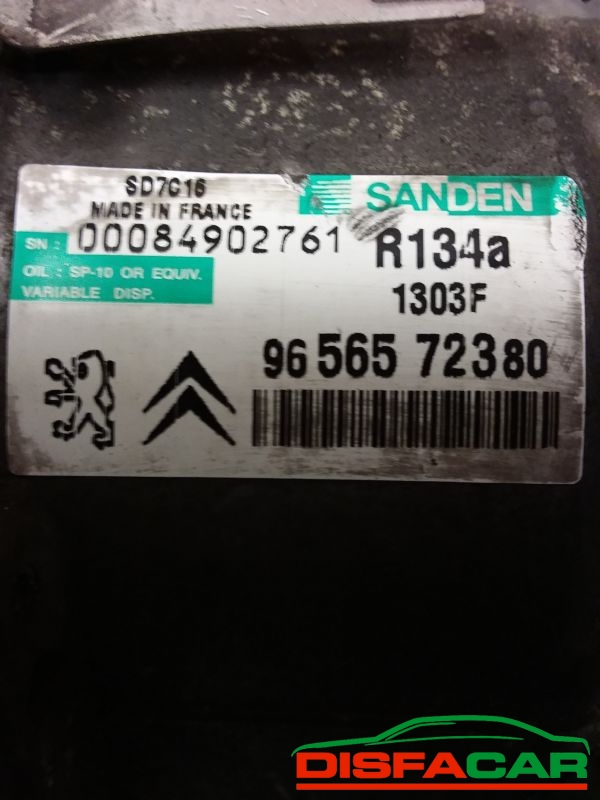 SD7C16
SANDEN
MADE IN FRANCE
SN : 00084902761
R134a
OIL : SP-10 OR EQUIV.
VARIABLE DISP.
1303F
96 565 723 80
DISFACAR